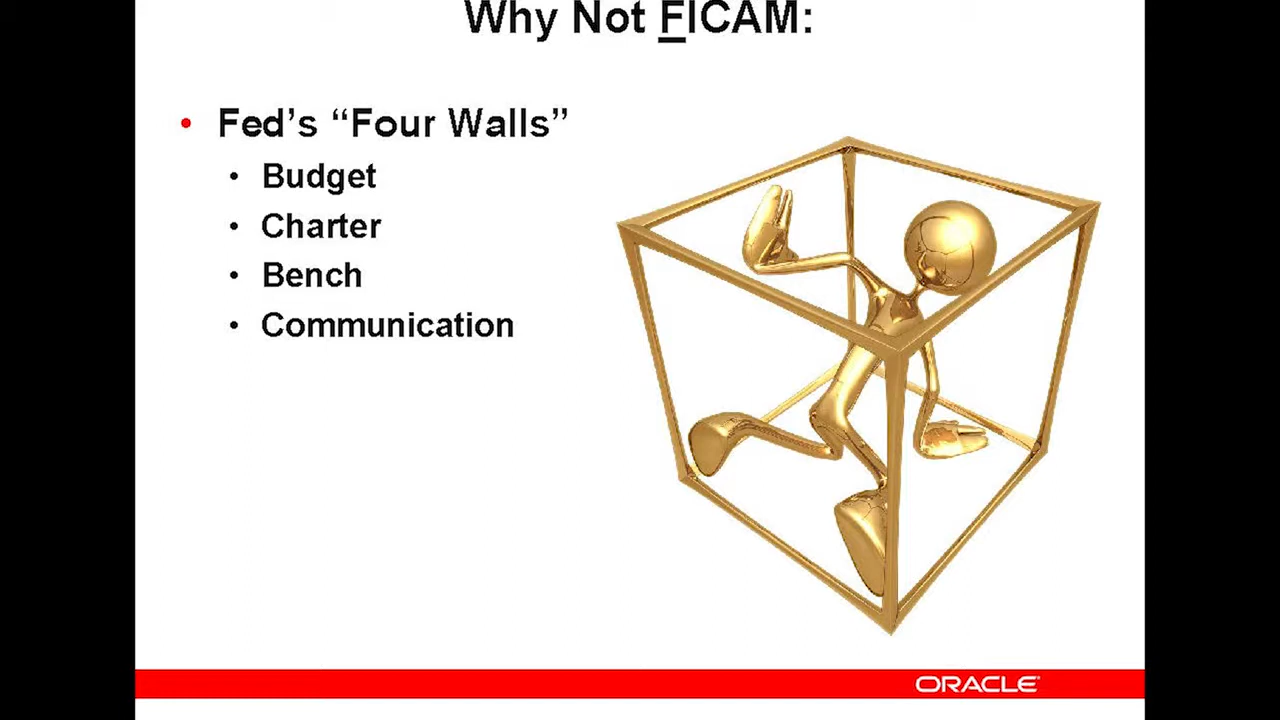 Why Not FICAM:
• Fed’s “Four Walls”
• Budget
• Charter
• Bench
• Communication
ORACLE